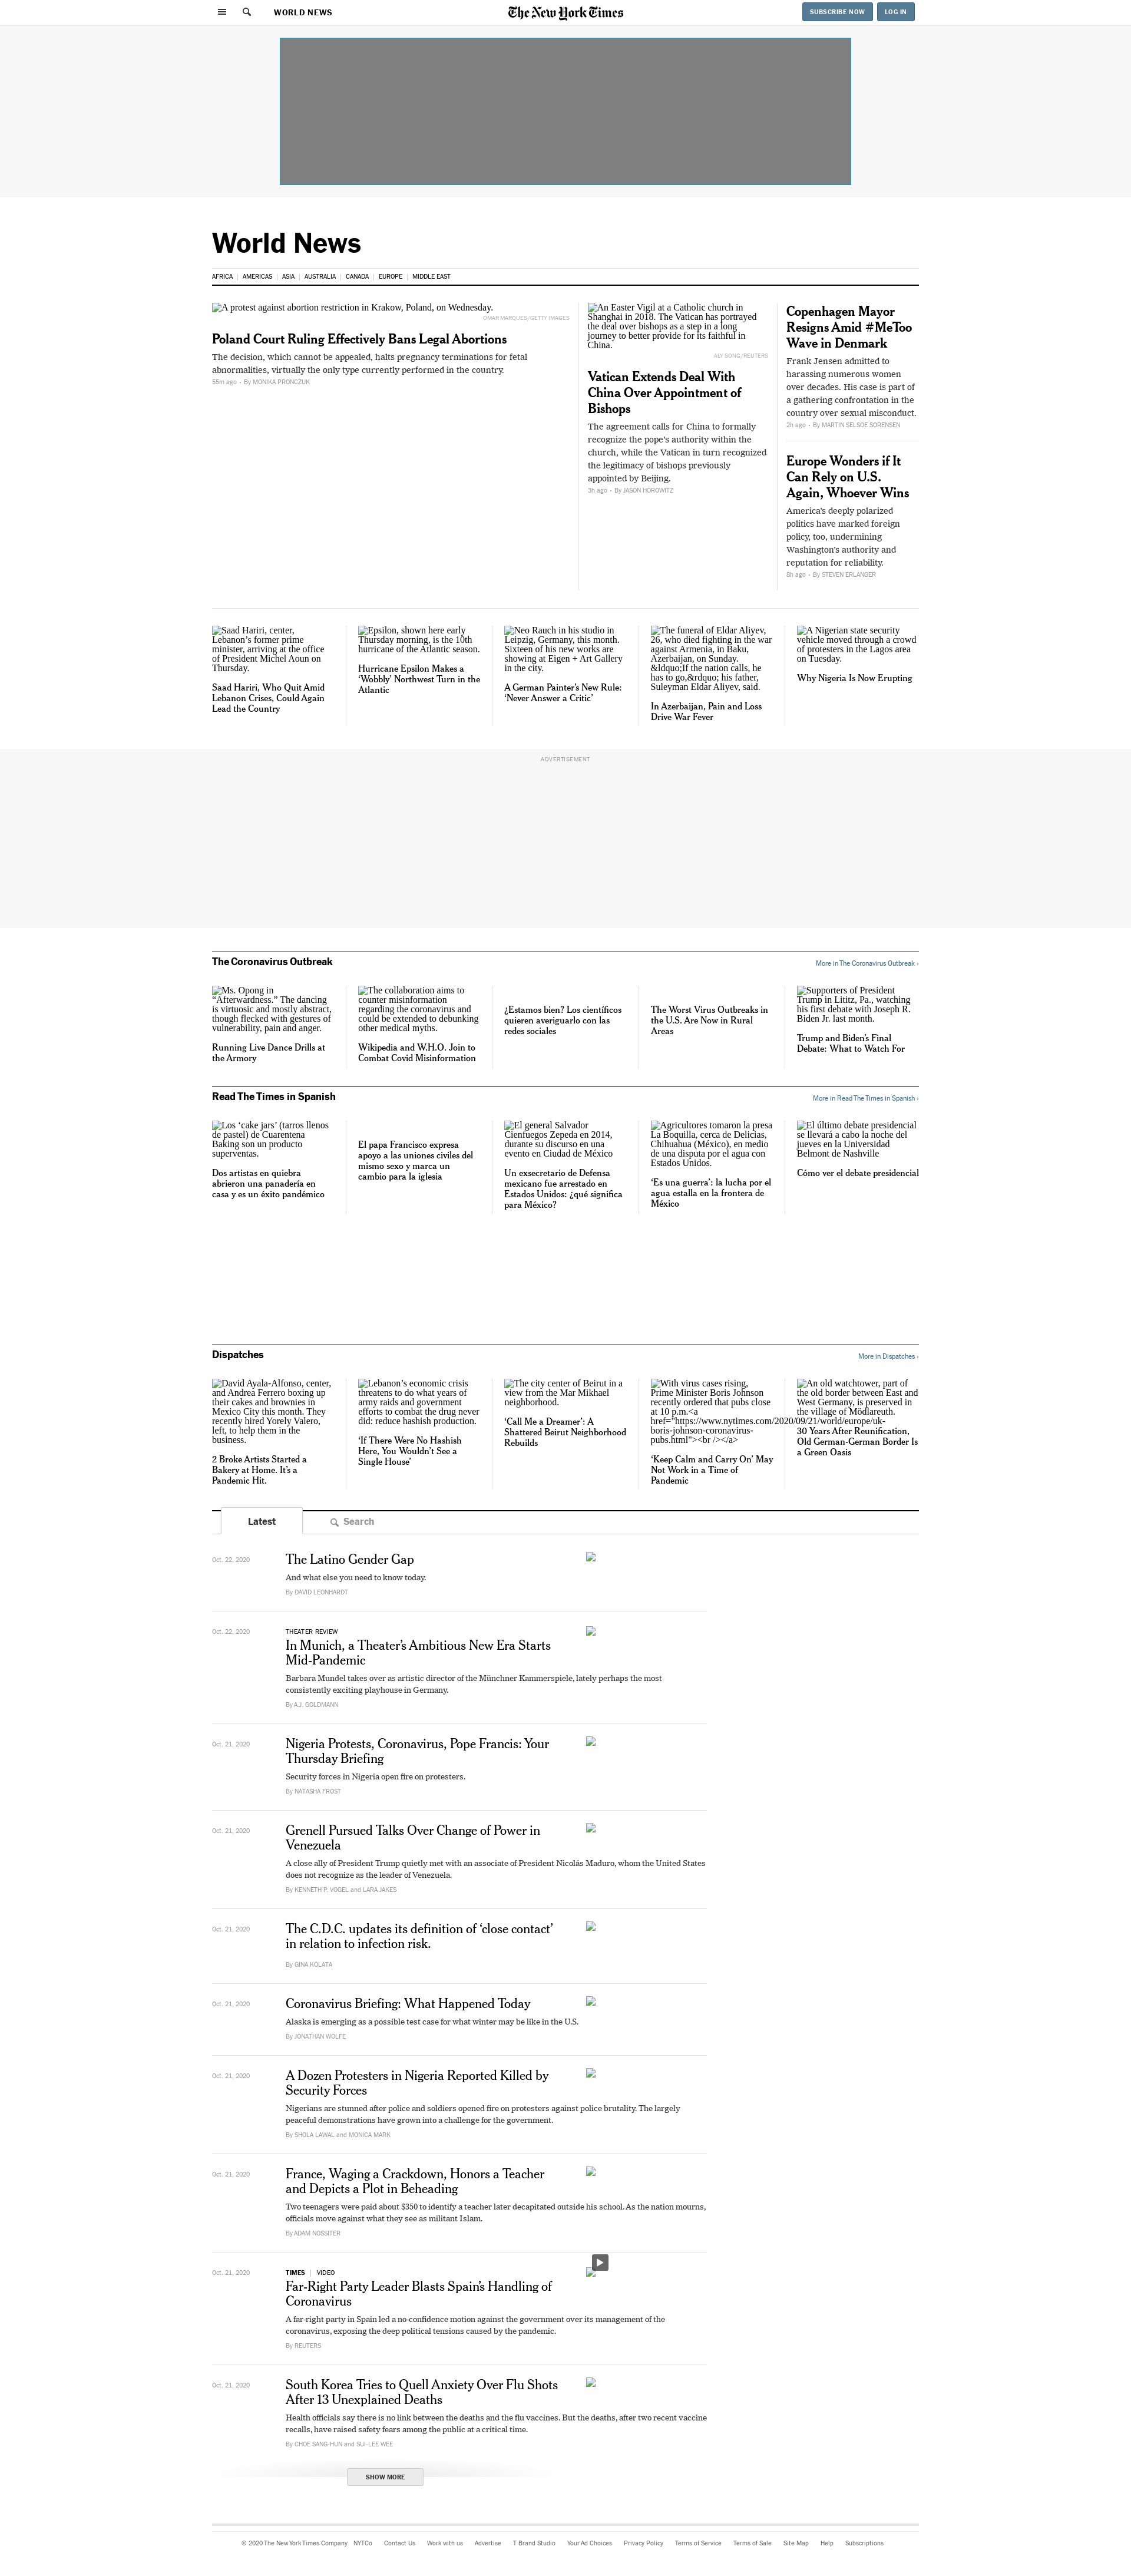 WORLD NEWS
The New York Times
SUBSCRIBE NOW
LOG IN
World News
AFRICA
AMERICAS
ASIA
AUSTRALIA
CANADA
EUROPE
MIDDLE EAST
A protest against abortion restriction in Krakow, Poland, on Wednesday.
OMAR MARQUES/GETTY IMAGES
Poland Court Ruling Effectively Bans Legal Abortions
The decision, which cannot be appealed, halts pregnancy terminations for fetal
abnormalities, virtually the only type currently performed in the country.
55m ago • By MONIKA PRONCZUK
An Easter Vigil at a Catholic church in
Shanghai in 2018. The Vatican has portrayed
the deal over bishops as a step in a long
journey to better provide for its faithful in
China.
ALY SONG/REUTERS
Vatican Extends Deal With
China Over Appointment of
Bishops
The agreement calls for China to formally
recognize the pope's authority within the
church, while the Vatican in turn recognized
the legitimacy of bishops previously
appointed by Beijing.
3h ago • By JASON HOROWITZ
Copenhagen Mayor
Resigns Amid #MeToo
Wave in Denmark
Frank Jensen admitted to
harassing numerous women
over decades. His case is part of
a gathering confrontation in the
country over sexual misconduct.
2h ago • By MARTIN SELSOE SORENSEN
Europe Wonders if It
Can Rely on U.S.
Again, Whoever Wins
America's deeply polarized
politics have marked foreign
policy, too, undermining
Washington's authority and
reputation for reliability.
8h ago • By STEVEN ERLANGER
Saad Hariri, center,
Lebanon's former prime
minister, arriving at the office
of President Michel Aoun on
Thursday.
Saad Hariri, Who Quit Amid
Lebanon Crises, Could Again
Lead the Country
Epsilon, shown here early
Thursday morning, is the 10th
hurricane of the Atlantic season.
Hurricane Epsilon Makes a
‘Wobbly’ Northwest Turn in the
Atlantic
Neo Rauch in his studio in
Leipzig, Germany, this month.
Sixteen of his new works are
showing at Eigen + Art Gallery
in the city.
A German Painter's New Rule:
‘Never Answer a Critic’
The funeral of Eldar Aliyev,
26, who died fighting in the war
against Armenia, in Baku,
Azerbaijan, on Sunday.
&ldquo;If the nation calls, he
has to go,&rdquo; his father,
Suleyman Eldar Aliyev, said.
In Azerbaijan, Pain and Loss
Drive War Fever
A Nigerian state security
vehicle moved through a crowd
of protesters in the Lagos area
on Tuesday.
Why Nigeria Is Now Erupting
ADVERTISEMENT
The Coronavirus Outbreak
More in The Coronavirus Outbreak ›
Ms. Opong in
“Afterwardness.” The dancing
is virtuosic and mostly abstract,
though flecked with gestures of
vulnerability, pain and anger.
Running Live Dance Drills at
the Armory
The collaboration aims to
counter misinformation
regarding the coronavirus and
could be extended to debunking
other medical myths.
Wikipedia and W.H.O. Join to
Combat Covid Misinformation
¿Estamos bien? Los científicos
quieren averiguarlo con las
redes sociales
The Worst Virus Outbreaks in
the U.S. Are Now in Rural
Areas
Supporters of President
Trump in Lititz, Pa., watching
his first debate with Joseph R.
Biden Jr. last month.
Trump and Biden's Final
Debate: What to Watch For
Read The Times in Spanish
More in Read The Times in Spanish ›
Los ‘cake jars’ (tarros llenos
de pastel) de Cuarentena
Baking son un producto
superventas.
Dos artistas en quiebra
abrieron una panadería en
casa y es un éxito pandémico
El papa Francisco expresa
apoyo a las uniones civiles del
mismo sexo y marca un
cambio para la iglesia
El general Salvador
Cienfuegos Zepeda en 2014,
durante su discurso en una
evento en Ciudad de México
Un exsecretario de Defensa
mexicano fue arrestado en
Estados Unidos: ¿qué significa
para México?
Agricultores tomaron la presa
La Boquilla, cerca de Delicias,
Chihuahua (México), en medio
de una disputa por el agua con
Estados Unidos.
‘Es una guerra’: la lucha por el
agua estalla en la frontera de
México
El último debate presidencial
se llevará a cabo la noche del
jueves en la Universidad
Belmont de Nashville
Cómo ver el debate presidencial
Dispatches
More in Dispatches ›
David Ayala-Alfonso, center,
and Andrea Ferrero boxing up
their cakes and brownies in
Mexico City this month. They
recently hired Yorely Valero,
left, to help them in the
business.
2 Broke Artists Started a
Bakery at Home. It's a
Pandemic Hit.
Lebanon's economic crisis
threatens to do what years of
army raids and government
efforts to combat the drug never
did: reduce hashish production.
‘If There Were No Hashish
Here, You Wouldn't See a
Single House’
The city center of Beirut in a
view from the Mar Mikhael
neighborhood.
‘Call Me a Dreamer’: A
Shattered Beirut Neighborhood
Rebuilds
With virus cases rising,
Prime Minister Boris Johnson
recently ordered that pubs close
at 10 p.m.<a
href="https://www.nytimes.com/2020/09/21/world/europe/uk-
boris-johnson-coronavirus-
pubs.html"><br /></a>
‘Keep Calm and Carry On’ May
Not Work in a Time of
Pandemic
An old watchtower, part of
the old border between East and
West Germany, is preserved in
the village of Mödlareuth.
30 Years After Reunification,
Old German-German Border Is
a Green Oasis
Latest
Search
Oct. 22, 2020
The Latino Gender Gap
And what else you need to know today.
By DAVID LEONHARDT
Oct. 22, 2020
THEATER REVIEW
In Munich, a Theater's Ambitious New Era Starts
Mid-Pandemic
Barbara Mundel takes over as artistic director of the Münchner Kammerspiele, lately perhaps the most
consistently exciting playhouse in Germany.
By A.J. GOLDMANN
Oct. 21, 2020
Nigeria Protests, Coronavirus, Pope Francis: Your
Thursday Briefing
Security forces in Nigeria open fire on protesters.
By NATASHA FROST
Oct. 21, 2020
Grenell Pursued Talks Over Change of Power in
Venezuela
A close ally of President Trump quietly met with an associate of President Nicolás Maduro, whom the United States
does not recognize as the leader of Venezuela.
By KENNETH P. VOGEL and LARA JAKES
Oct. 21, 2020
The C.D.C. updates its definition of ‘close contact’
in relation to infection risk.
By GINA KOLATA
Oct. 21, 2020
Coronavirus Briefing: What Happened Today
Alaska is emerging as a possible test case for what winter may be like in the U.S.
By JONATHAN WOLFE
Oct. 21, 2020
A Dozen Protesters in Nigeria Reported Killed by
Security Forces
Nigerians are stunned after police and soldiers opened fire on protesters against police brutality. The largely
peaceful demonstrations have grown into a challenge for the government.
By SHOLA LAWAL and MONICA MARK
Oct. 21, 2020
France, Waging a Crackdown, Honors a Teacher
and Depicts a Plot in Beheading
Two teenagers were paid about $350 to identify a teacher later decapitated outside his school. As the nation mourns,
officials move against what they see as militant Islam.
By ADAM NOSSITER
Oct. 21, 2020
TIMES | VIDEO
Far-Right Party Leader Blasts Spain's Handling of
Coronavirus
A far-right party in Spain led a no-confidence motion against the government over its management of the
coronavirus, exposing the deep political tensions caused by the pandemic.
By REUTERS
Oct. 21, 2020
South Korea Tries to Quell Anxiety Over Flu Shots
After 13 Unexplained Deaths
Health officials say there is no link between the deaths and the flu vaccines. But the deaths, after two recent vaccine
recalls, have raised safety fears among the public at a critical time.
By CHOE SANG-HUN and SUI-LEE WEE
SHOW MORE
© 2020 The New York Times Company
NYTCo
Contact Us
Work with us
Advertise
T Brand Studio
Your Ad Choices
Privacy Policy
Terms of Service
Terms of Sale
Site Map
Help
Subscriptions